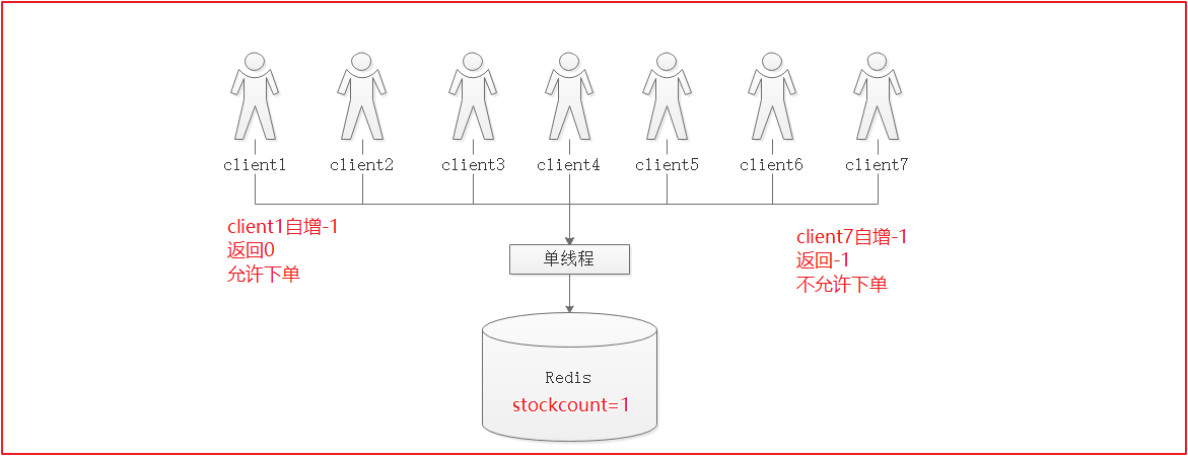 client1
client2
client3
client4
client5
client6
client7
client1自增-1
返回0
允许下单
client7自增-1
返回-1
不允许下单
单线程
Redis
stockcount=1